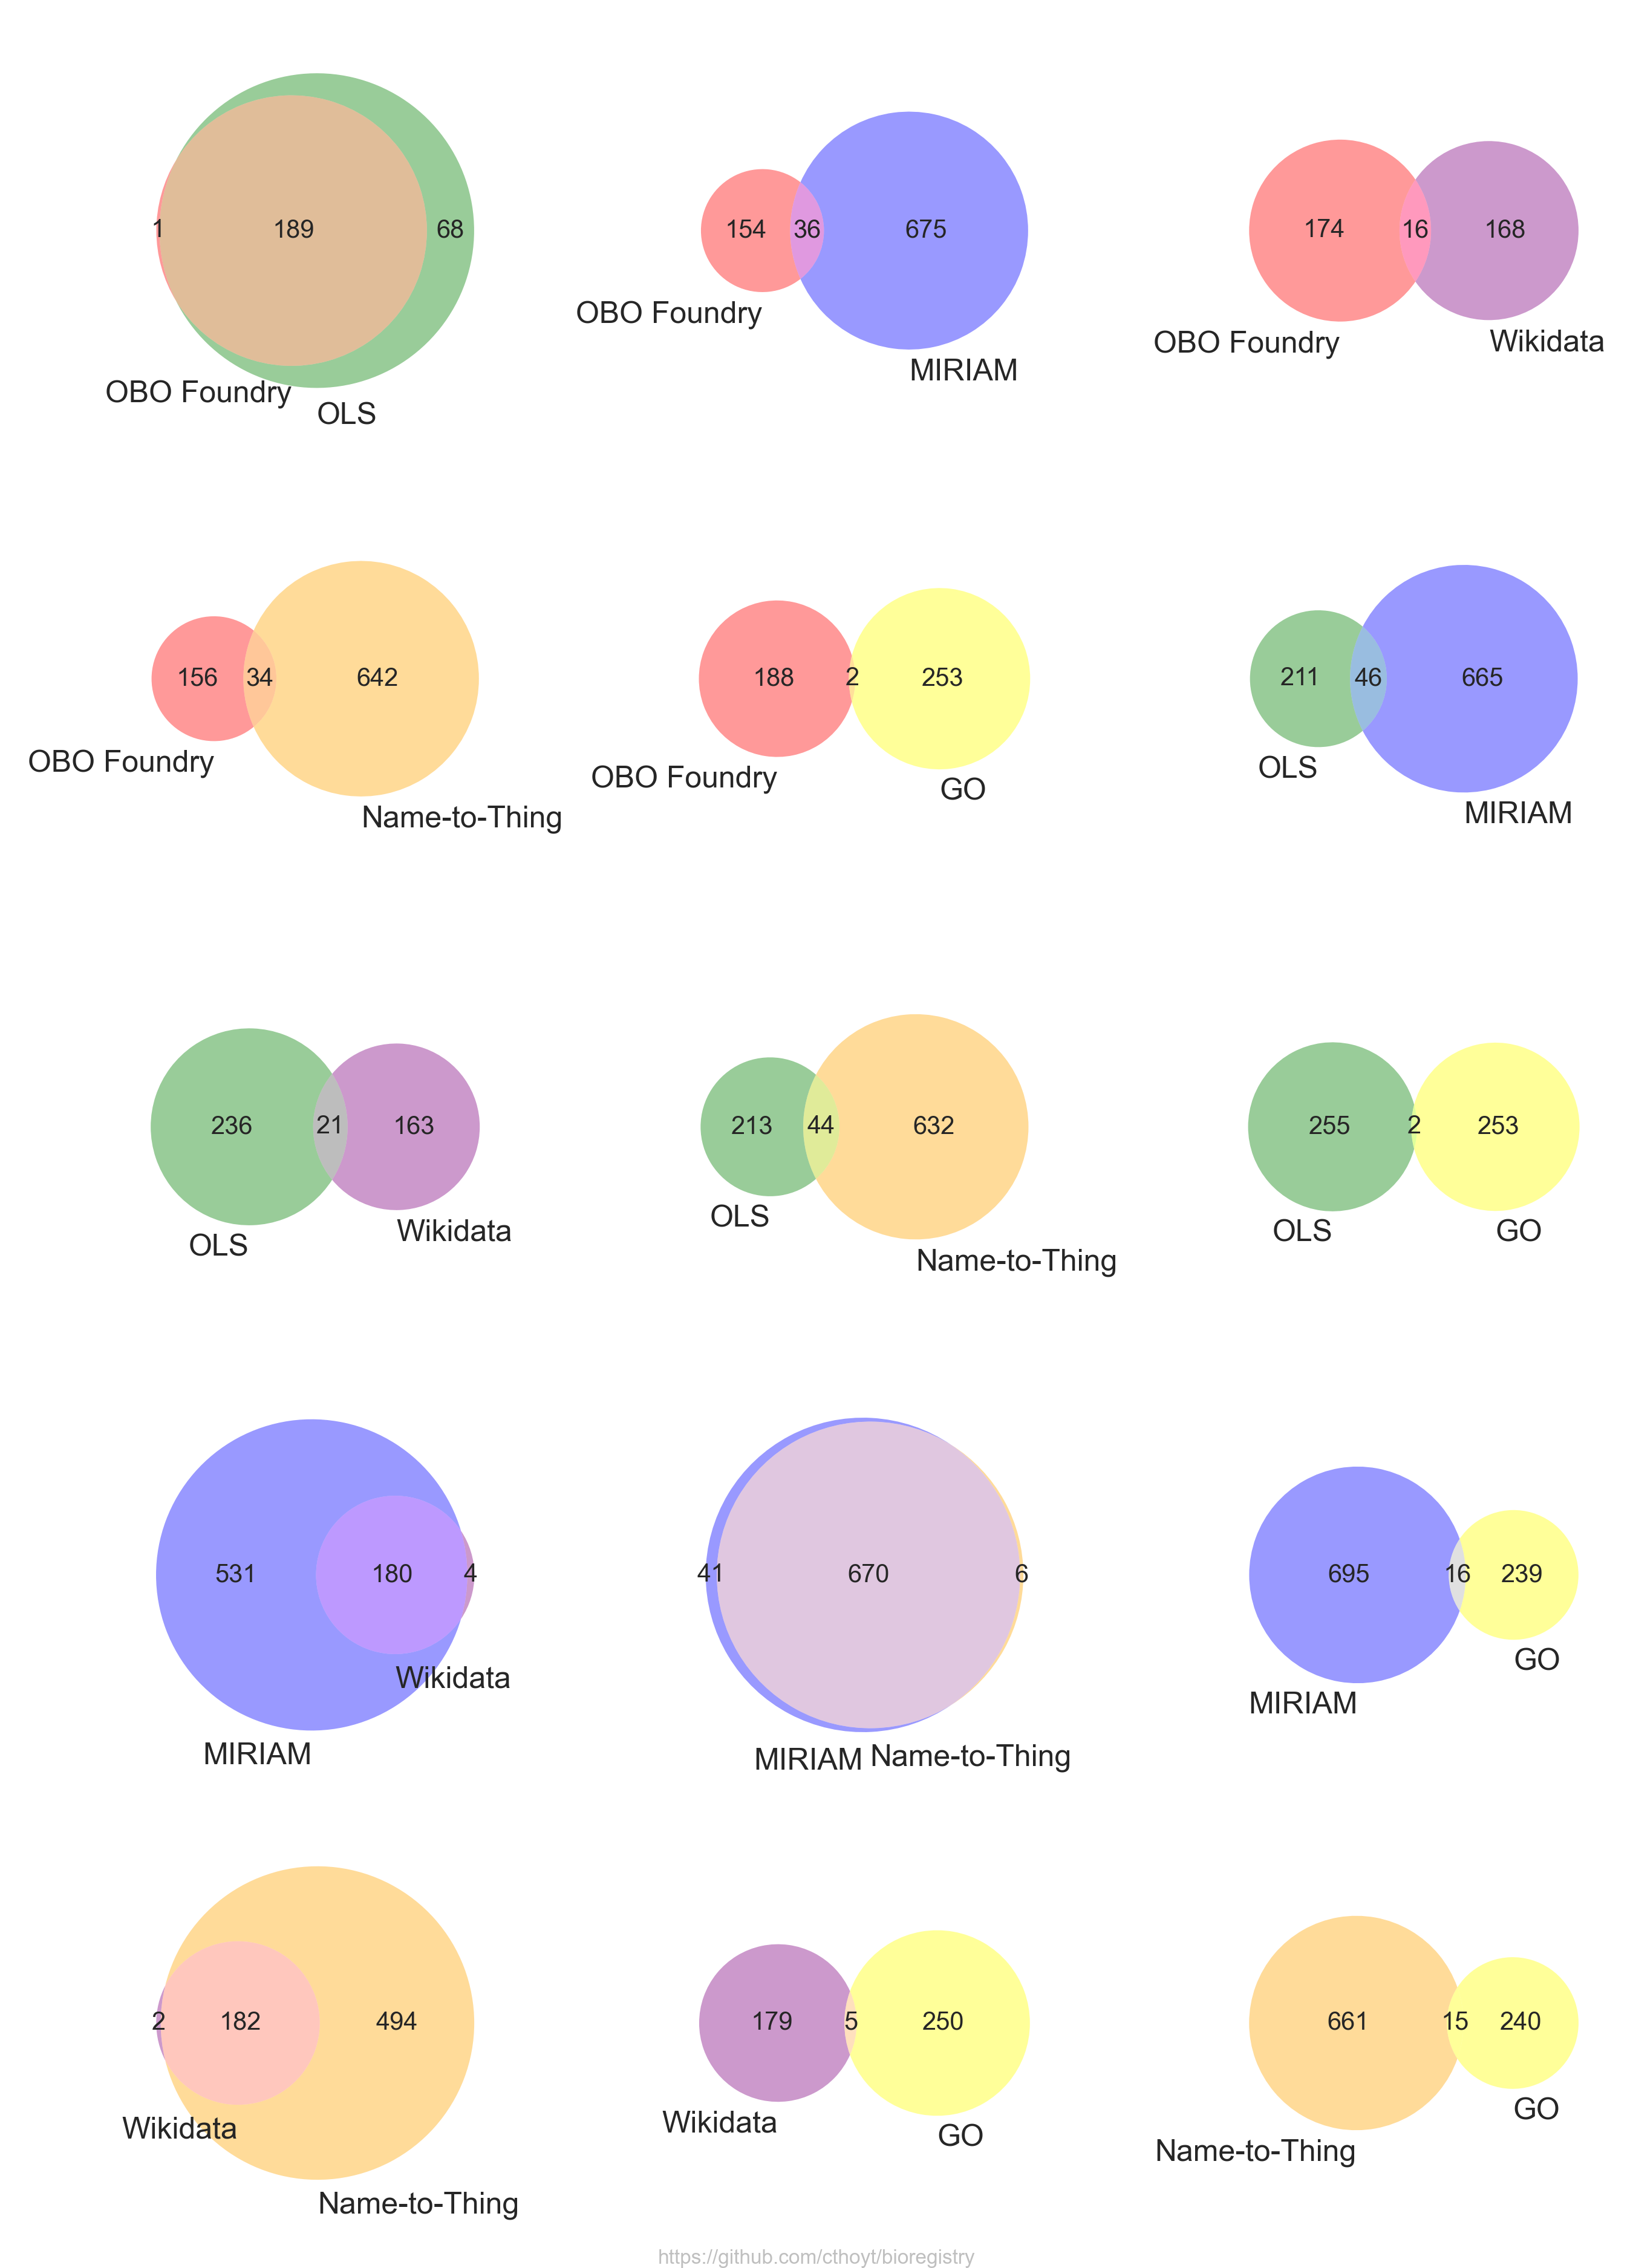 1 189 68
OBO Foundry
OLS
154 36 675
OBO Foundry
MIRIAM
174 16 168
OBO Foundry
Wikidata
156 34 642
OBO Foundry
Name-to-Thing
188 2 253
OBO Foundry
GO
211 46 665
OLS
MIRIAM
236 21 163
OLS
Wikidata
213 44 632
OLS
Name-to-Thing
255 2 253
OLS
GO
531 180 4
Wikidata
MIRIAM
41 670 6
MIRIAM Name-to-Thing
695 16 239
GO
MIRIAM
2 182 494
Wikidata
Name-to-Thing
179 5 250
Wikidata
GO
661 15 240
GO
Name-to-Thing
https://github.com/cthoyt/bioregistry